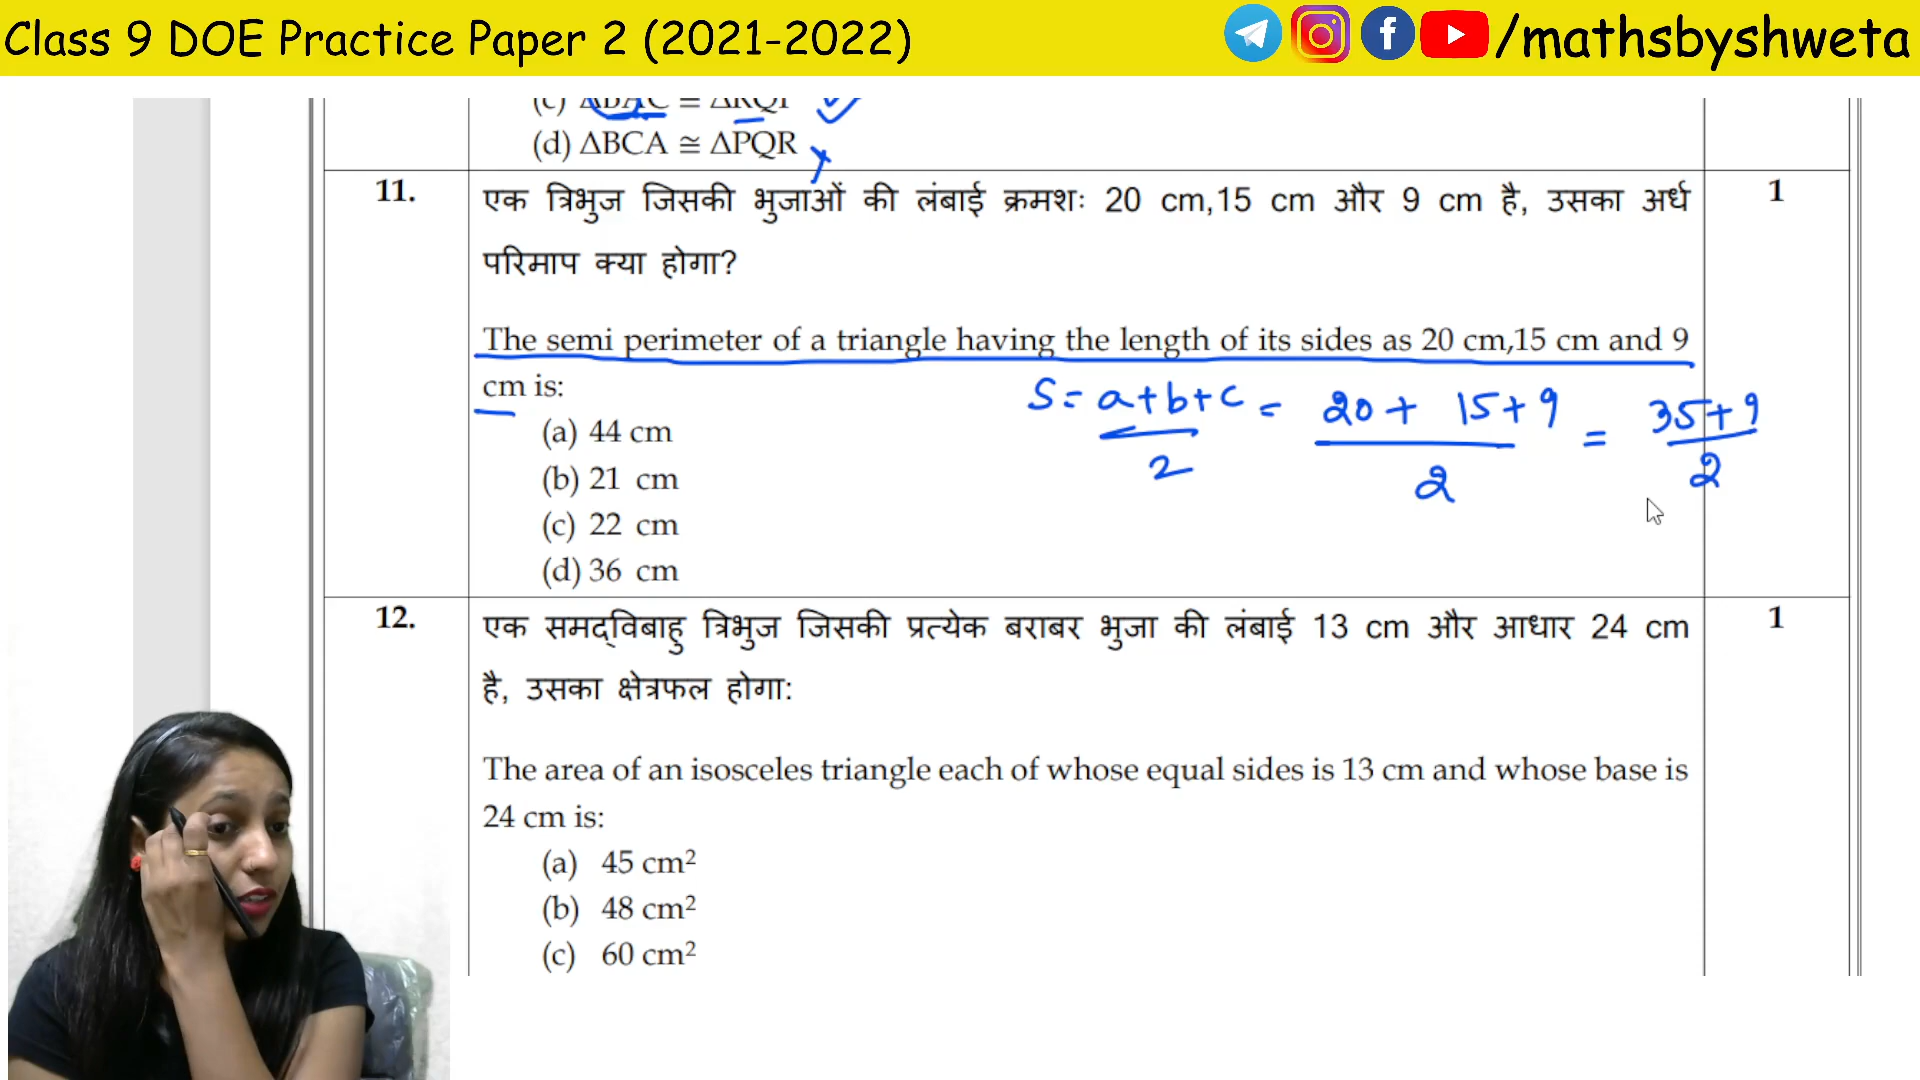 Class 9 DOE Practice Paper 2 (2021-2022)
/mathsbyshweta
(c) ΔBAC ≅ ΔRQP
(d) ΔBCA ≅ ΔPQR
11.
एक त्रिभुज जिसकी भुजाओं की लंबाई क्रमशः 20 cm,15 cm और 9 cm है, उसका अर्ध
1
परिमाप क्या होगा?
The semi perimeter of a triangle having the length of its sides as 20 cm,15 cm and 9
cm is:
S = a+b+c / 2 = 20 + 15+9 / 2 = 35+9 / 2
(a) 44 cm
(b) 21 cm
(c) 22 cm
(d) 36 cm
12.
एक समद्विबाहु त्रिभुज जिसकी प्रत्येक बराबर भुजा की लंबाई 13 cm और आधार 24 cm
1
है, उसका क्षेत्रफल होगा:
The area of an isosceles triangle each of whose equal sides is 13 cm and whose base is
24 cm is:
(a) 45 cm²
(b) 48 cm²
(c) 60 cm²